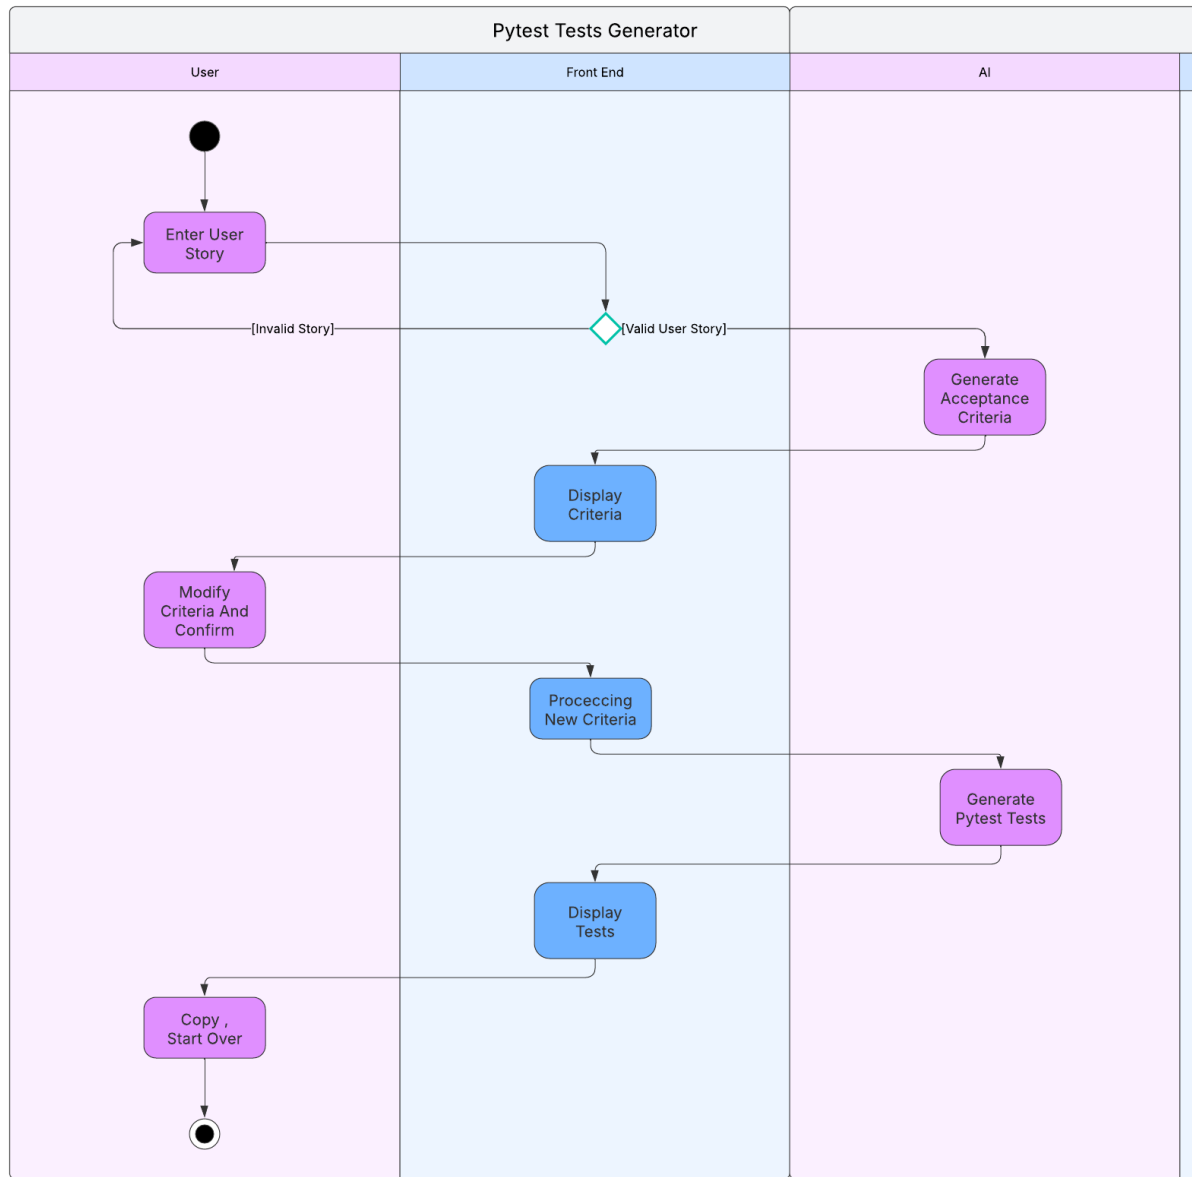 Pytest Tests Generator
User
Front End
AI
Enter User
Story
[Invalid Story]
[Valid User Story]
Generate
Acceptance
Criteria
Display
Criteria
Modify
Criteria And
Confirm
Proceccing
New Criteria
Generate
Pytest Tests
Display
Tests
Copy ,
Start Over